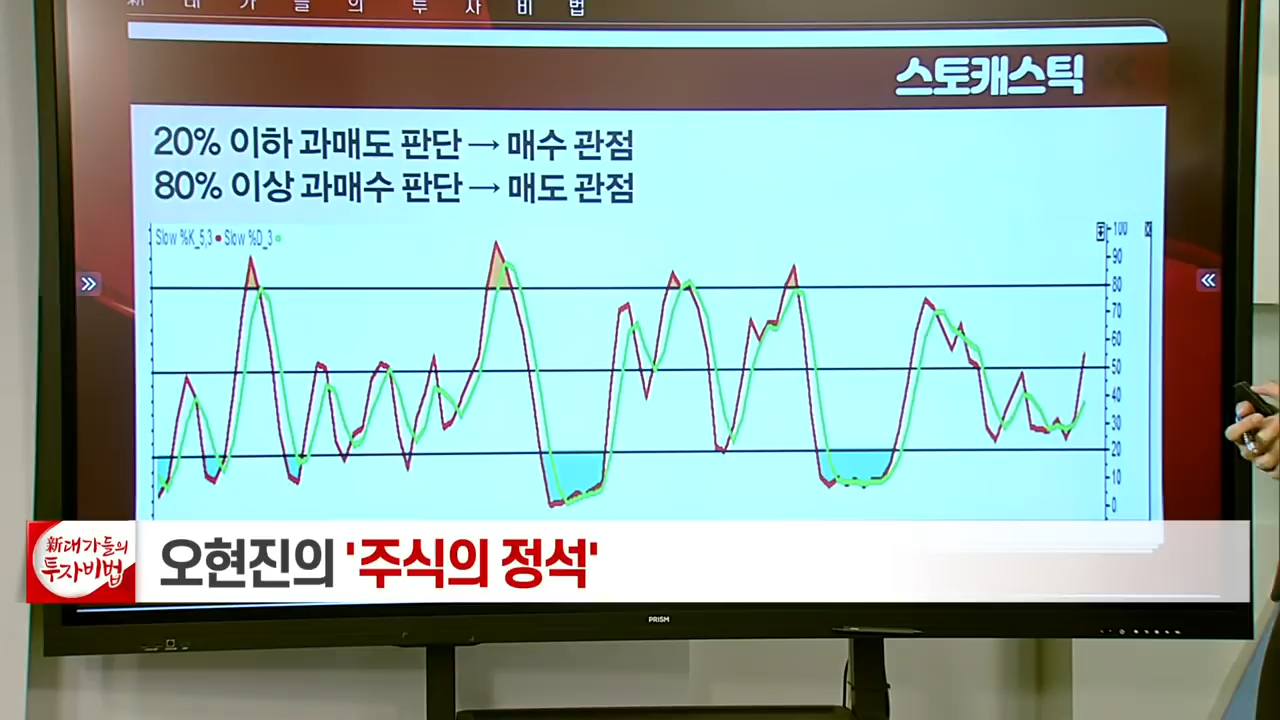 新 대가들의 투자비법
스토캐스틱
20% 이하 과매도 판단 → 매수 관점
80% 이상 과매수 판단 → 매도 관점
Slow %K_5,3 Slow %D_3
100
90
80
70
60
50
40
30
20
10
0
新대가들의
투자비법
오현진의 '주식의 정석'
PRISM